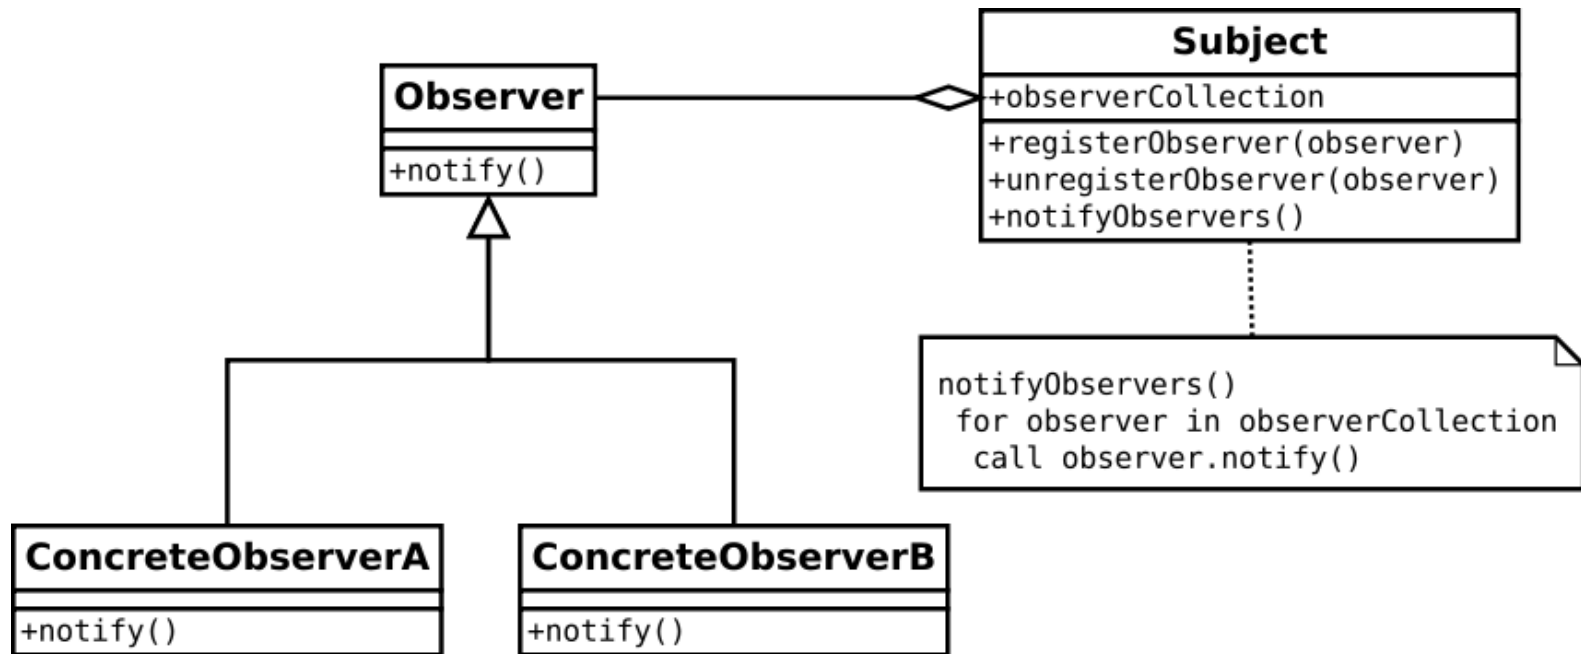 Observer
+notify()
Subject
+observerCollection
+registerObserver(observer)
+unregisterObserver(observer)
+notifyObservers()
notifyObservers()
for observer in observerCollection
call observer.notify()
ConcreteObserverA
+notify()
ConcreteObserverB
+notify()